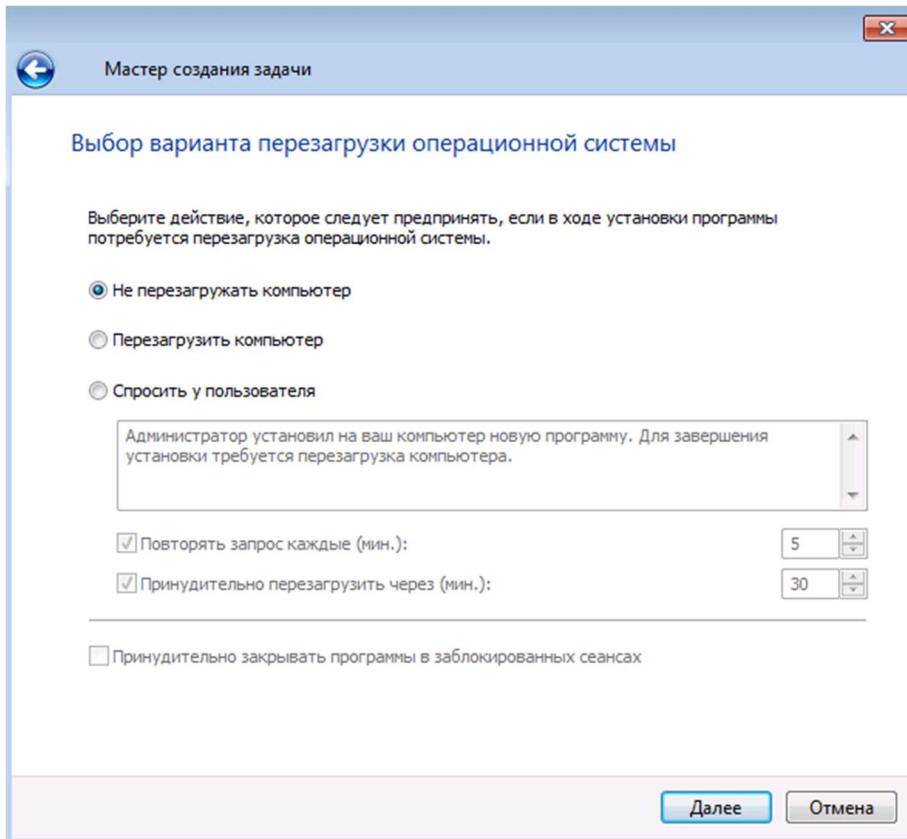 Мастер создания задачи
Выбор варианта перезагрузки операционной системы
Выберите действие, которое следует предпринять, если в ходе установки программы
потребуется перезагрузка операционной системы.
Не перезагружать компьютер
Перезагрузить компьютер
Спросить у пользователя
Администратор установил на ваш компьютер новую программу. Для завершения
установки требуется перезагрузка компьютера.
Повторять запрос каждые (мин.): 5
Принудительно перезагрузить через (мин.): 30
Принудительно закрывать программы в заблокированных сеансах
Далее Отмена